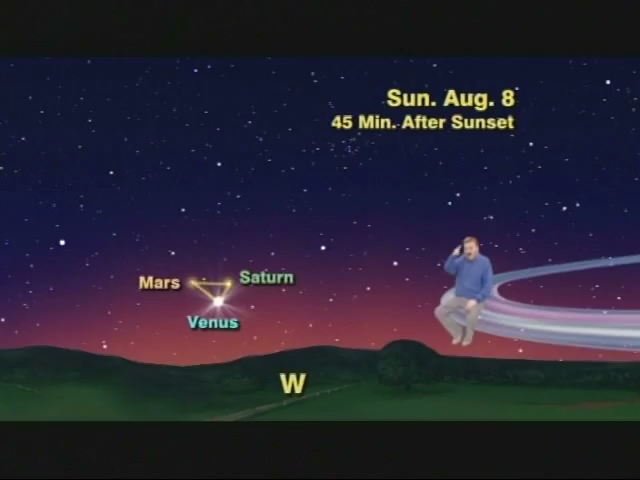 Sun. Aug. 8
45 Min. After Sunset
Mars
Saturn
Venus
W